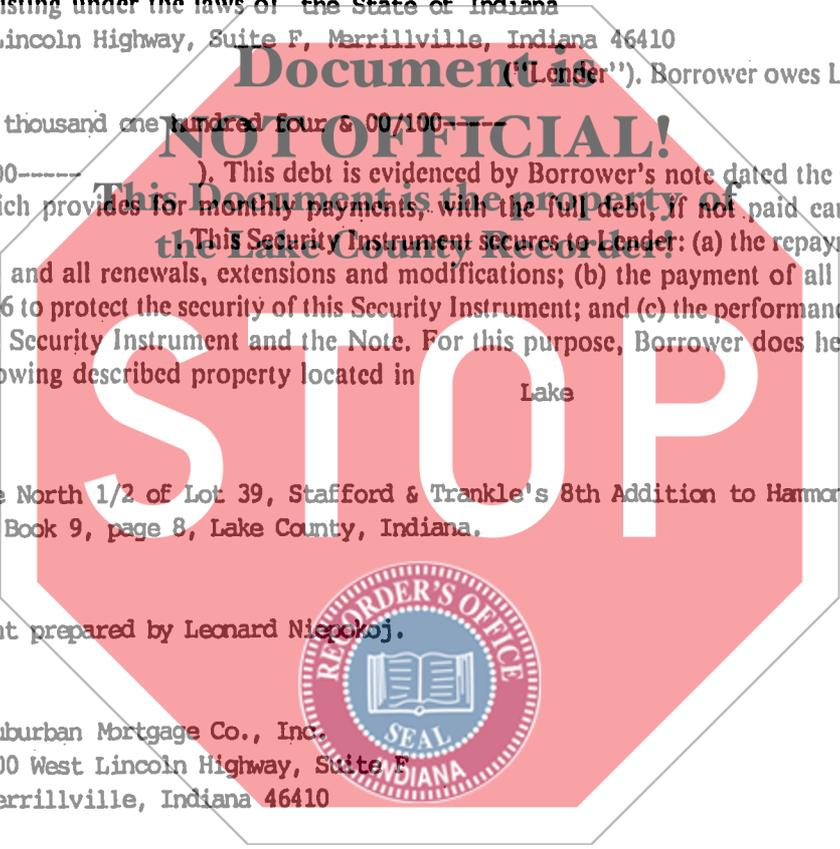 isting under the laws of the State of Indiana
Lincoln Highway, Suite F, Merrillville, Indiana 46410
Document is
("Lender"). Borrower owes L
thousand one hundred four & 00/100-----
NOT OFFICIAL!
00----- ). This debt is evidenced by Borrower's note dated the
This Document is the property of
ich provides for monthly payments, with the full debt, if not paid ear
the Lake County Recorder!
. This Security Instrument secures to Lender: (a) the repay
and all renewals, extensions and modifications; (b) the payment of all
6 to protect the security of this Security Instrument; and (c) the performanc
Security Instrument and the Note. For this purpose, Borrower does he
owing described property located in
Lake
STOP
e North 1/2 of Lot 39, Stafford & Trankle's 8th Addition to Hammon
Book 9, page 8, Lake County, Indiana.
nt prepared by Leonard Niepokoj.
RECORDER'S OFFICE
SEAL
INDIANA
uburban Mortgage Co., Inc.
00 West Lincoln Highway, Suite F
errillville, Indiana 46410